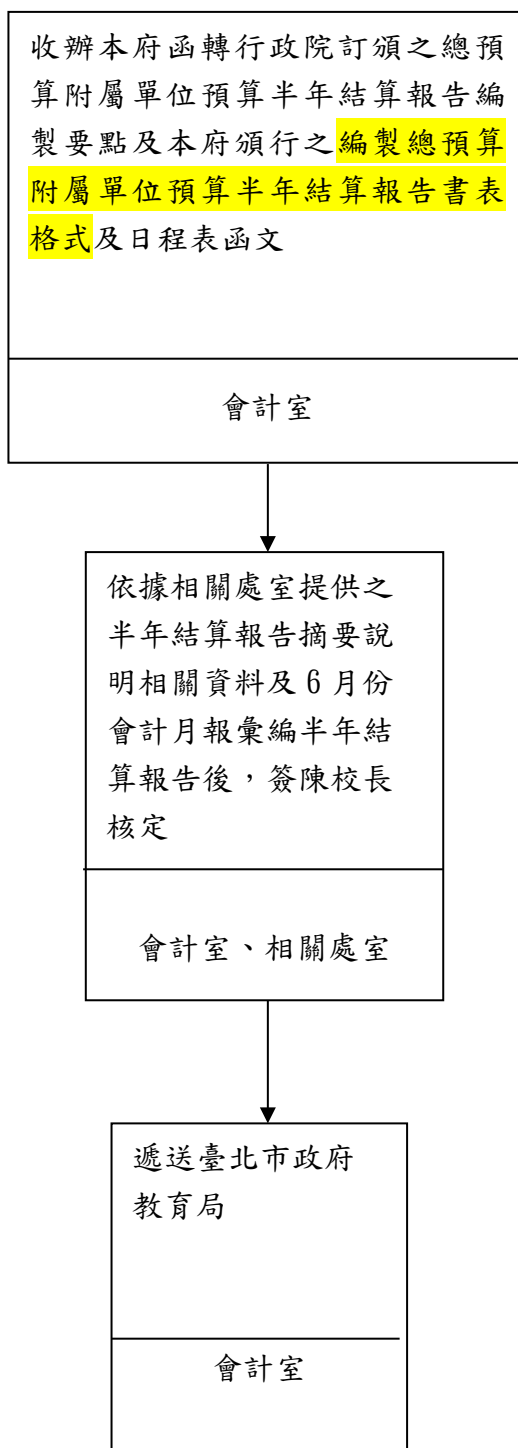 收辦本府函轉行政院訂頒之總預
算附屬單位預算半年結算報告編
製要點及本府頒行之編製總預算
附屬單位預算半年結算報告書表
格式及日程表函文
會計室
依據相關處室提供之
半年結算報告摘要說
明相關資料及 6 月份
會計月報彙編半年結
算報告後，簽陳校長
核定
會計室、相關處室
遞送臺北市政府
教育局
會計室